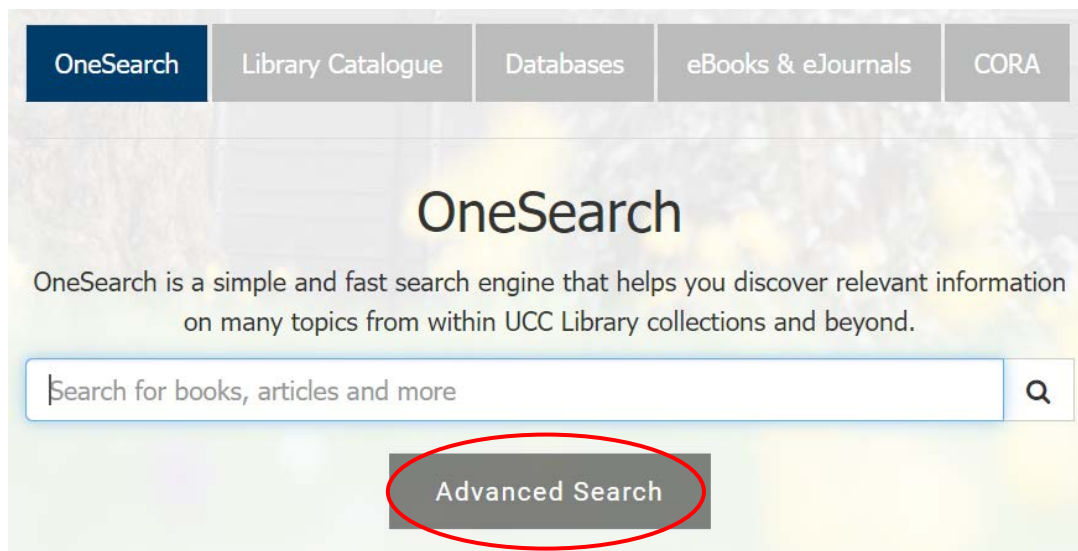 OneSearch Library Catalogue Databases eBooks & eJournals CORA
OneSearch
OneSearch is a simple and fast search engine that helps you discover relevant information
on many topics from within UCC Library collections and beyond.
Search for books, articles and more
Advanced Search